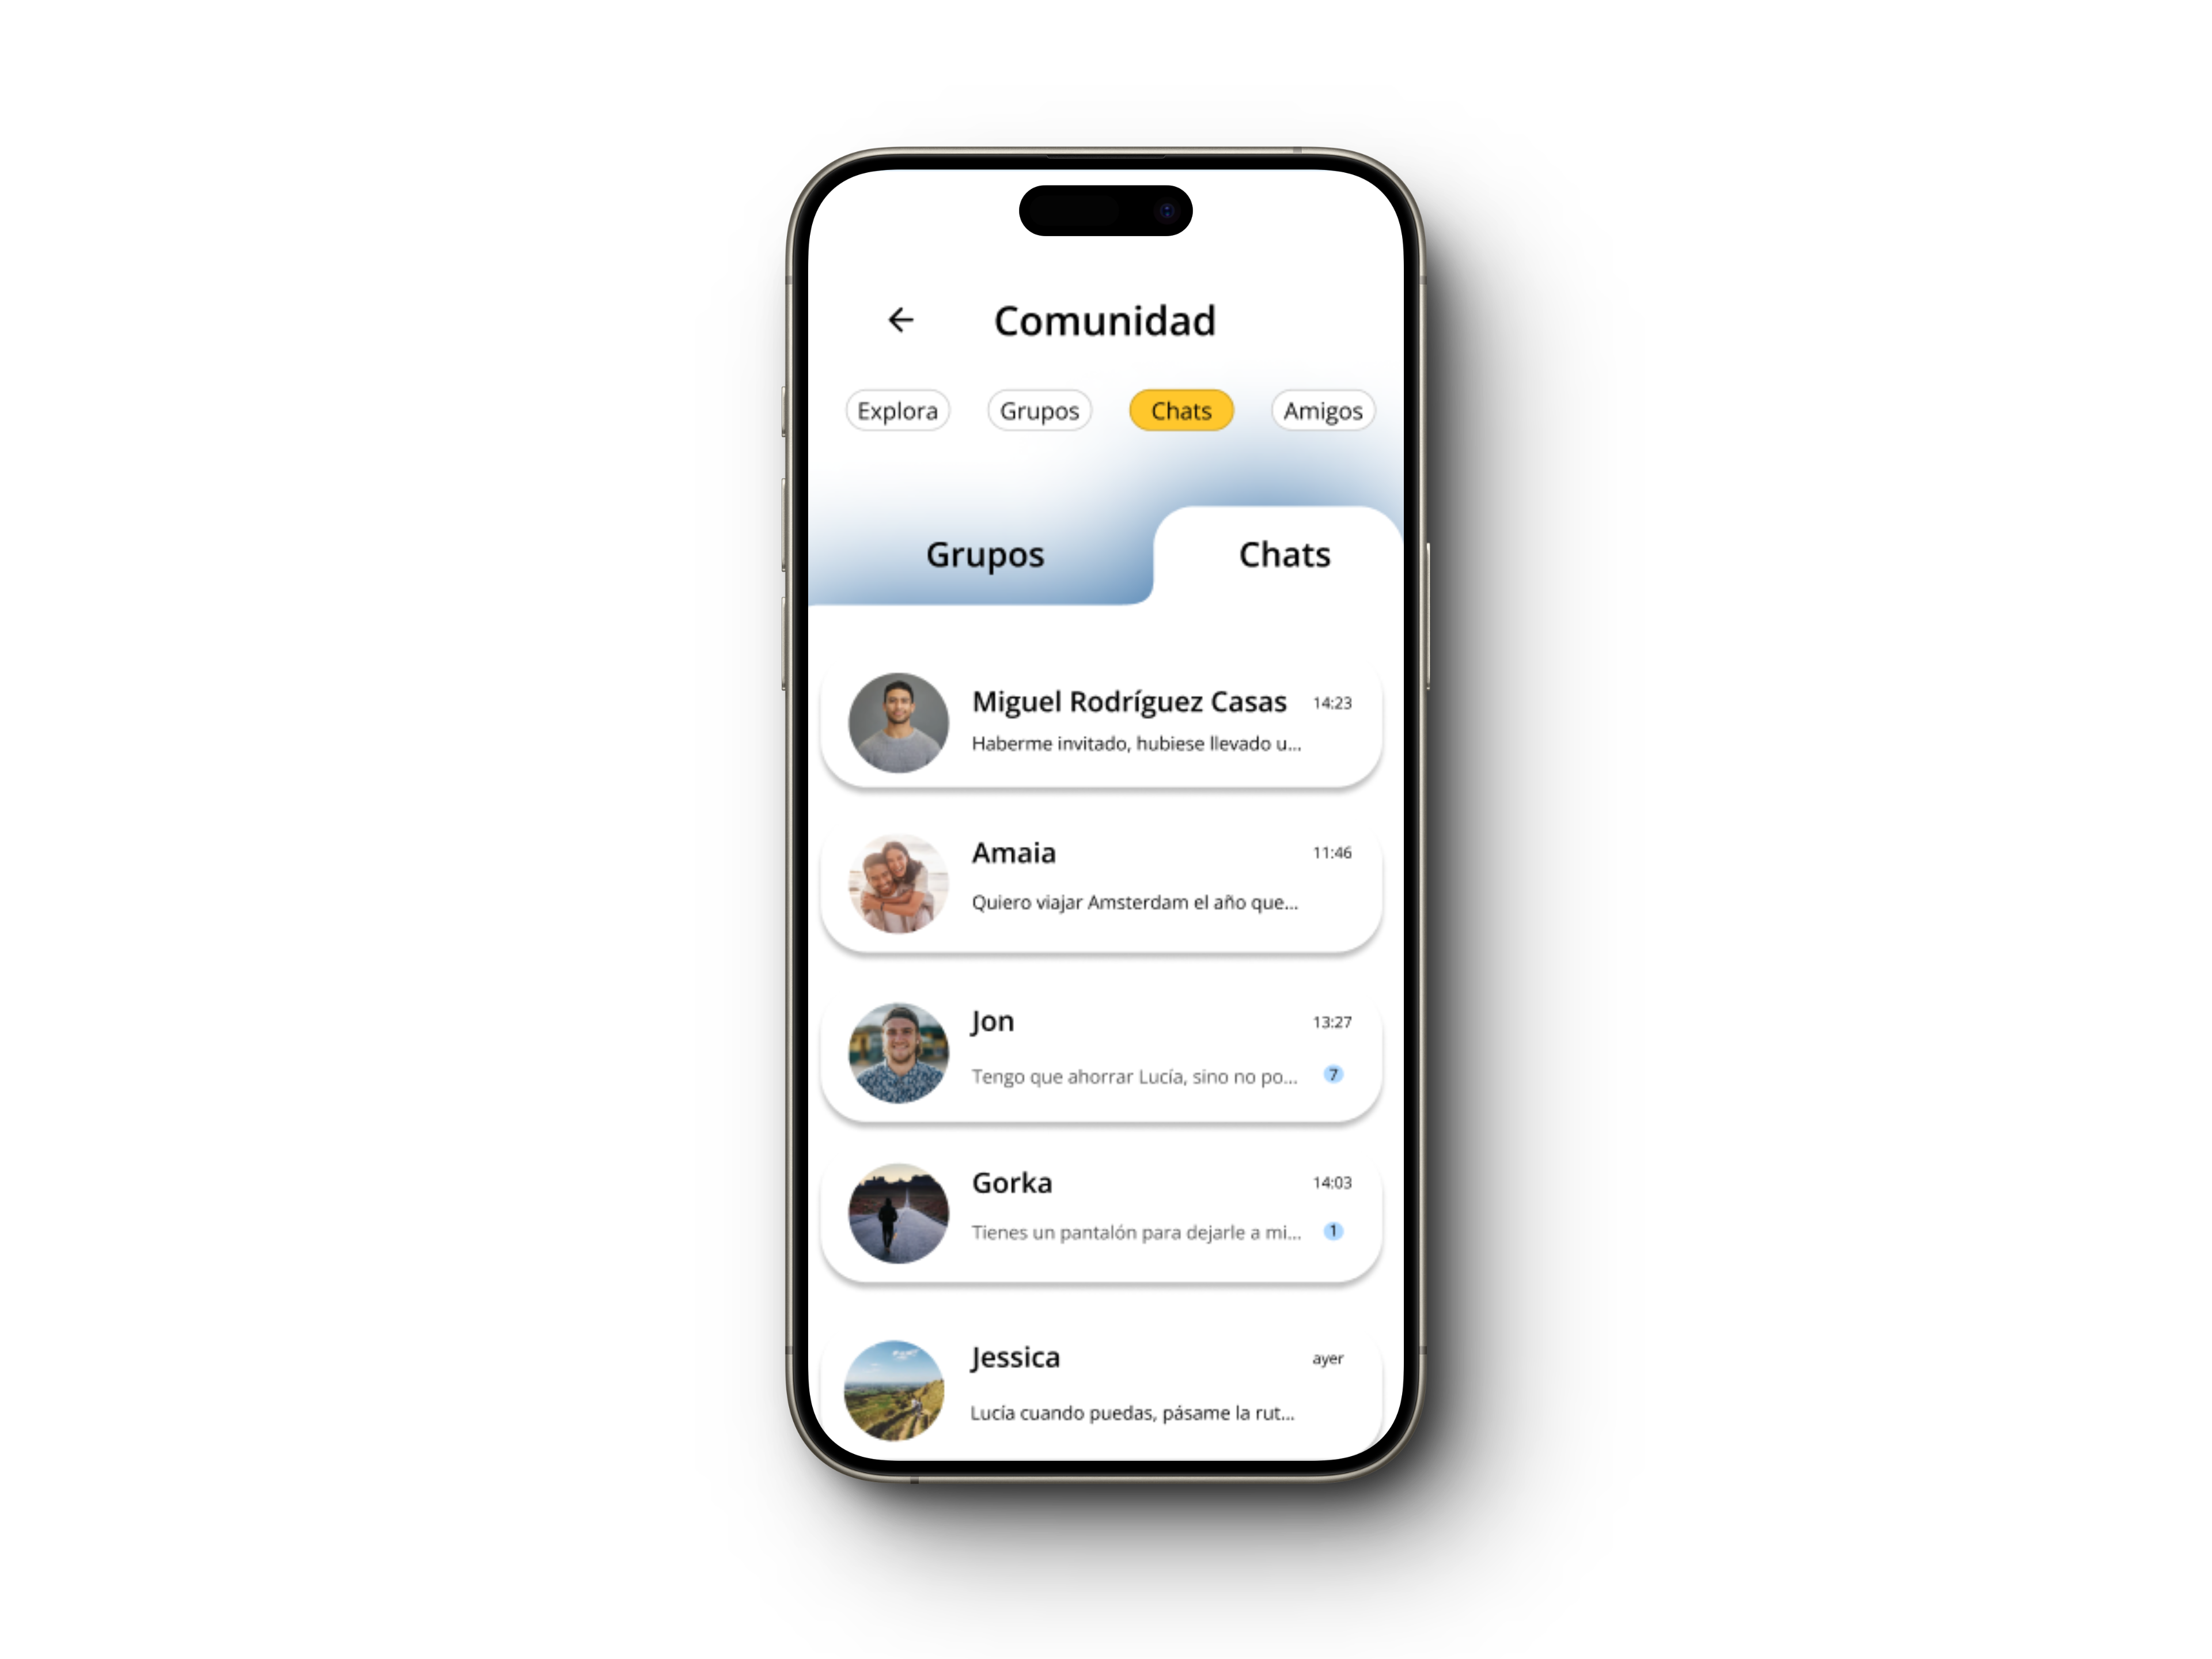 Comunidad
Explora Grupos Chats Amigos
Grupos Chats
Miguel Rodríguez Casas 14:23
Haberme invitado, hubiese llevado u...
Amaia 11:46
Quiero viajar Amsterdam el año que...
Jon 13:27
Tengo que ahorrar Lucía, sino no po... 7
Gorka 14:03
Tienes un pantalón para dejarle a mi... 1
Jessica ayer
Lucía cuando puedas, pásame la rut...